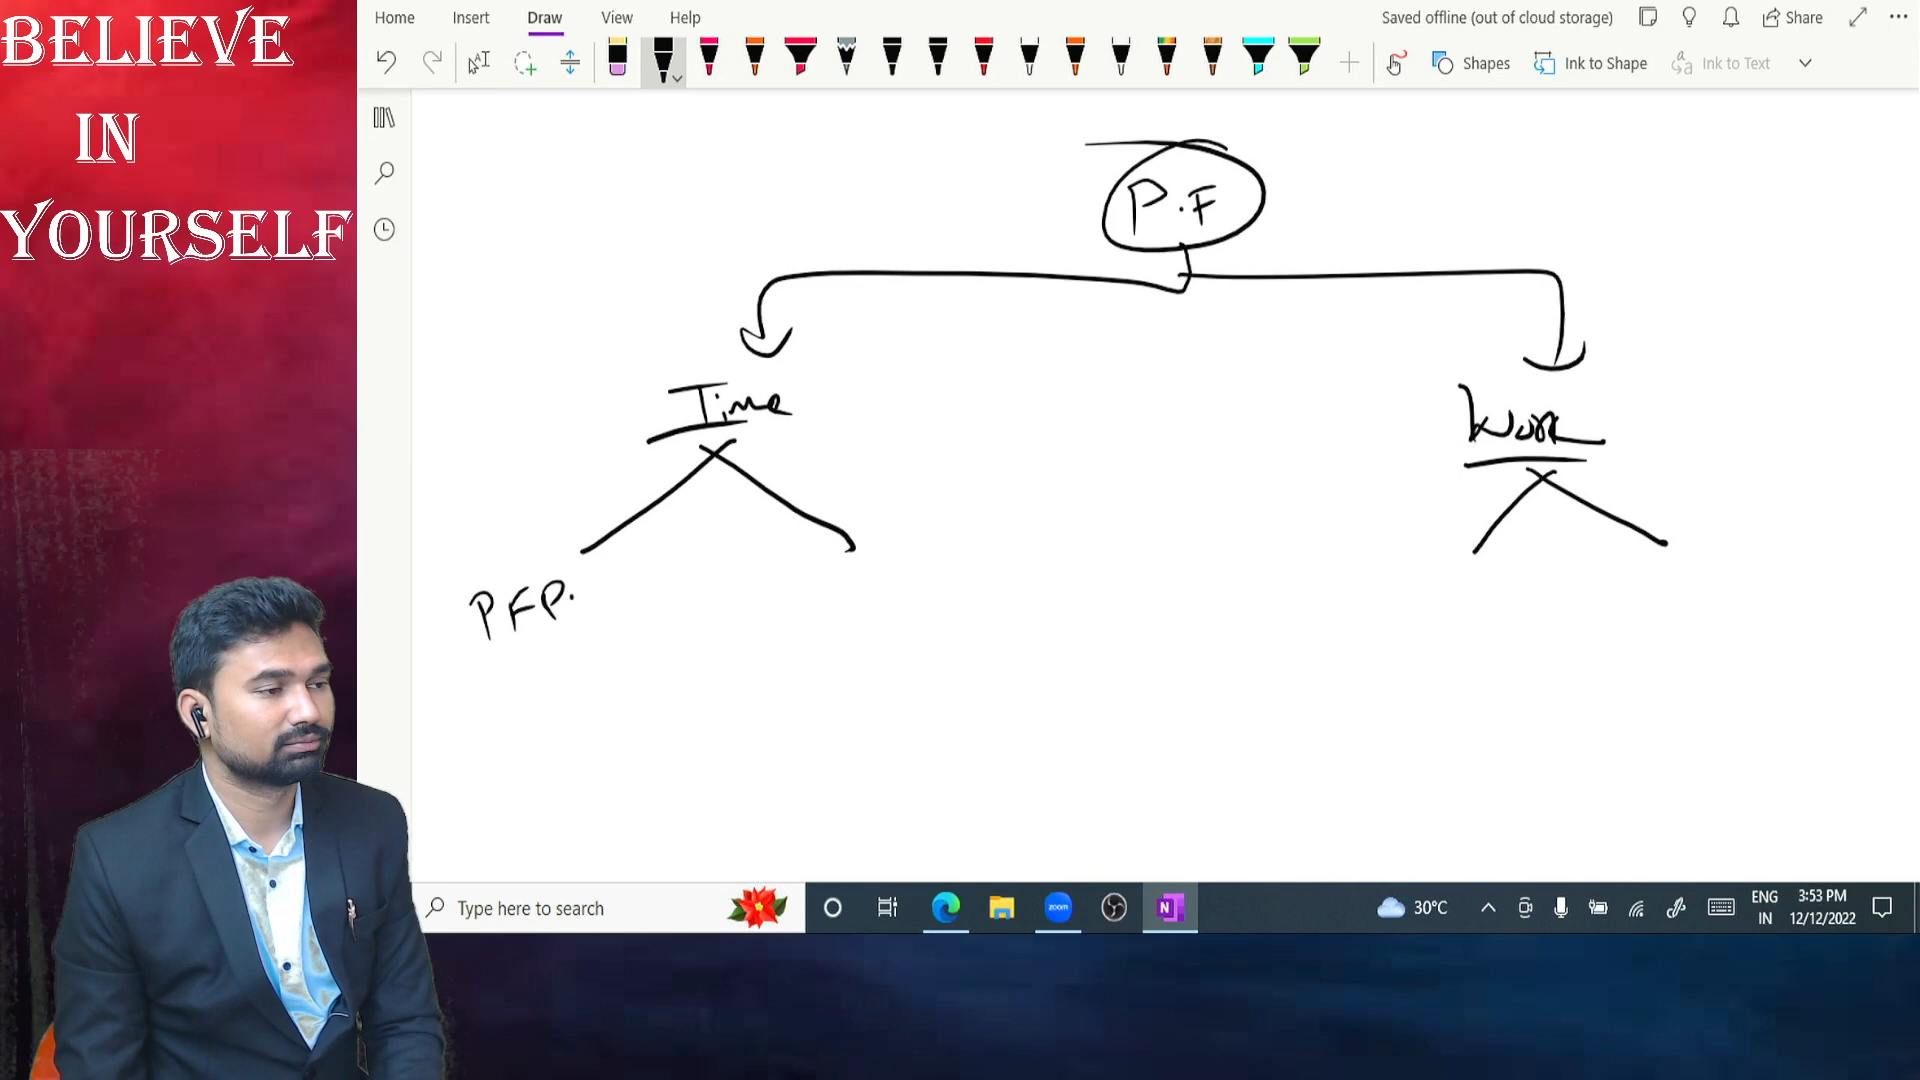 BELIEVE
IN
YOURSELF
Home Insert Draw View Help
Saved offline (out of cloud storage)
Share
Shapes
Ink to Shape
Ink to Text
P.F
Time
Work
PFP.
Type here to search
zoom
N
30°C
ENG
IN
3:53 PM
12/12/2022